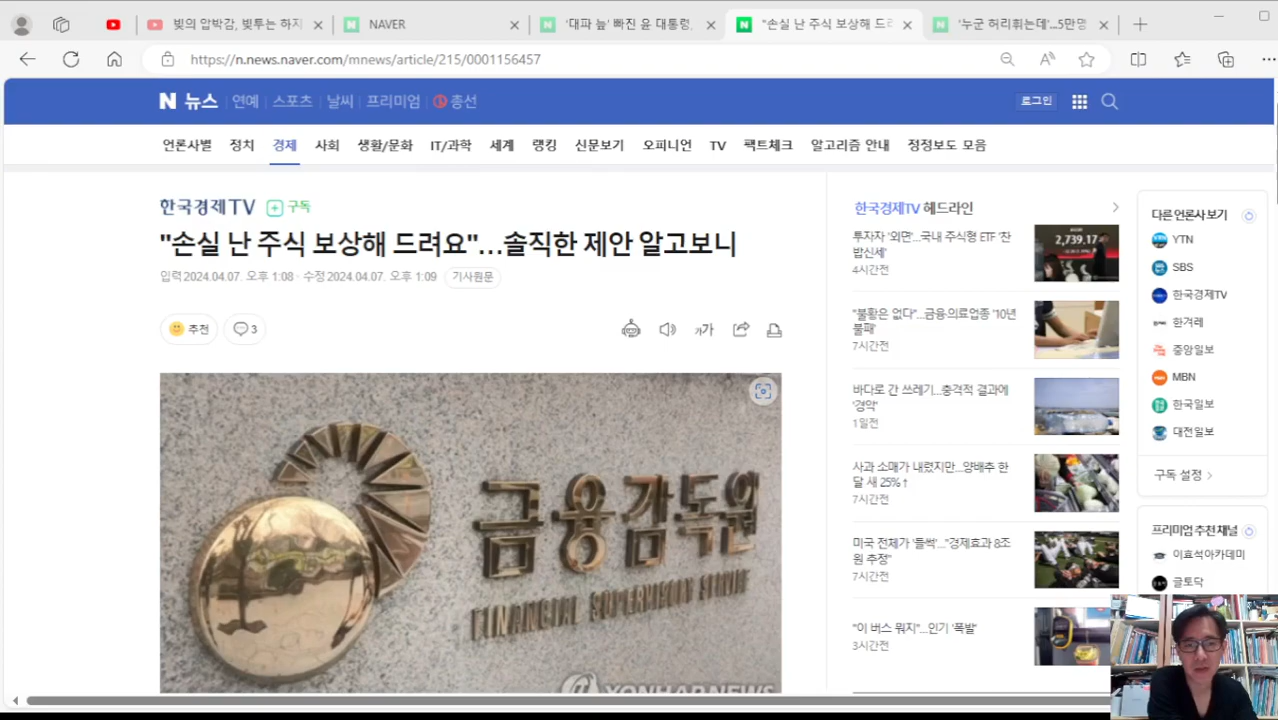 빚의 압박감, 빚투는 하지
NAVER
'대파 늪' 빠진 윤 대통령,
"손실 난 주식 보상해 드려
'누군 허리휘는데'...5만명
https://n.news.naver.com/mnews/article/215/0001156457
N 뉴스 연예 스포츠 날씨 프리미엄 총선
로그인
언론사별 정치 경제 사회 생활/문화 IT/과학 세계 랭킹 신문보기 오피니언 TV 팩트체크 알고리즘 안내 정정보도 모음
한국경제TV 구독
"손실 난 주식 보상해 드려요"…솔직한 제안 알고보니
입력2024.04.07. 오후 1:08 · 수정2024.04.07. 오후 1:09 기사원문
추천 3
가가
금융감독원
FINANCIAL SUPERVISORY SERVICE
YONHAPNEWS
한국경제TV 헤드라인
투자자 '외면'...국내 주식형 ETF '찬
밥신세'
4시간전
2,739.17
"불황은 없다"...금융·의료업종 '10년
불패'
7시간전
바다로 간 쓰레기...충격적 결과에
'경악'
1일전
사과 소매가 내렸지만...양배추 한
달 새 25%↑
7시간전
미국 전체가 '들썩'..."경제효과 8조
원 추정"
7시간전
"이 버스 뭐지"...인기 '폭발'
3시간전
다른 언론사 보기
YTN
SBS
한국경제TV
한겨레
중앙일보
MBN
한국일보
대전일보
구독 설정
프리미엄 추천 채널
이효석아카데미
글토닥